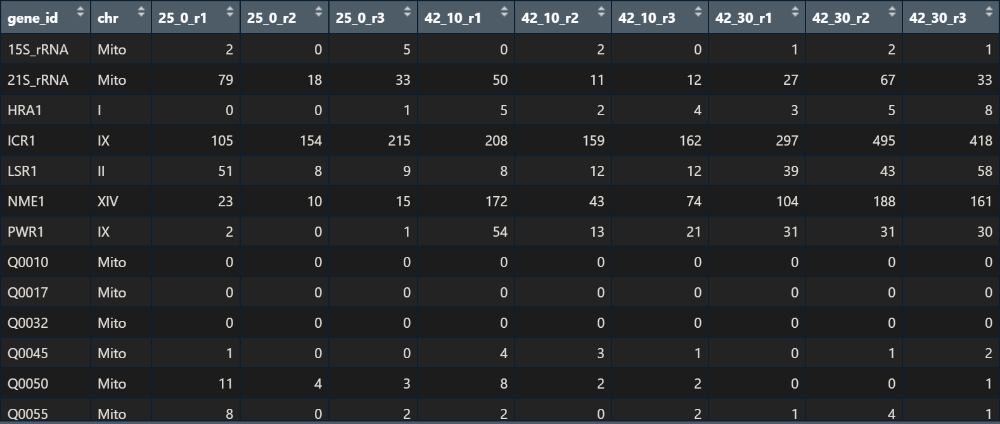 gene_id chr 25_0_r1 25_0_r2 25_0_r3 42_10_r1 42_10_r2 42_10_r3 42_30_r1 42_30_r2 42_30_r3
15S_rRNA Mito 2 0 5 0 2 0 1 2 1
21S_rRNA Mito 79 18 33 50 11 12 27 67 33
HRA1 I 0 0 1 5 2 4 3 5 8
ICR1 IX 105 154 215 208 159 162 297 495 418
LSR1 II 51 8 9 8 12 12 39 43 58
NME1 XIV 23 10 15 172 43 74 104 188 161
PWR1 IX 2 0 1 54 13 21 31 31 30
Q0010 Mito 0 0 0 0 0 0 0 0 0
Q0017 Mito 0 0 0 0 0 0 0 0 0
Q0032 Mito 0 0 0 0 0 0 0 0 0
Q0045 Mito 1 0 0 4 3 1 0 1 2
Q0050 Mito 11 4 3 8 2 2 0 0 1
Q0055 Mito 8 0 2 2 0 2 1 4 1